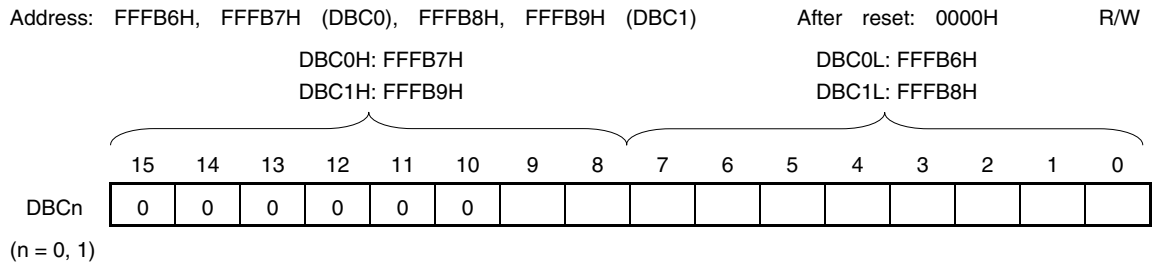 Address: FFFB6H, FFFB7H (DBC0), FFFB8H, FFFB9H (DBC1) After reset: 0000H R/W
DBC0H: FFFB7H DBC0L: FFFB6H
DBC1H: FFFB9H DBC1L: FFFB8H
15 14 13 12 11 10 9 8 7 6 5 4 3 2 1 0
DBCn 0 0 0 0 0 0
(n = 0, 1)